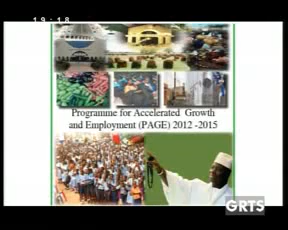 19:18
Programme for Accelerated Growth
and Employment (PAGE) 2012 -2015
GRTS